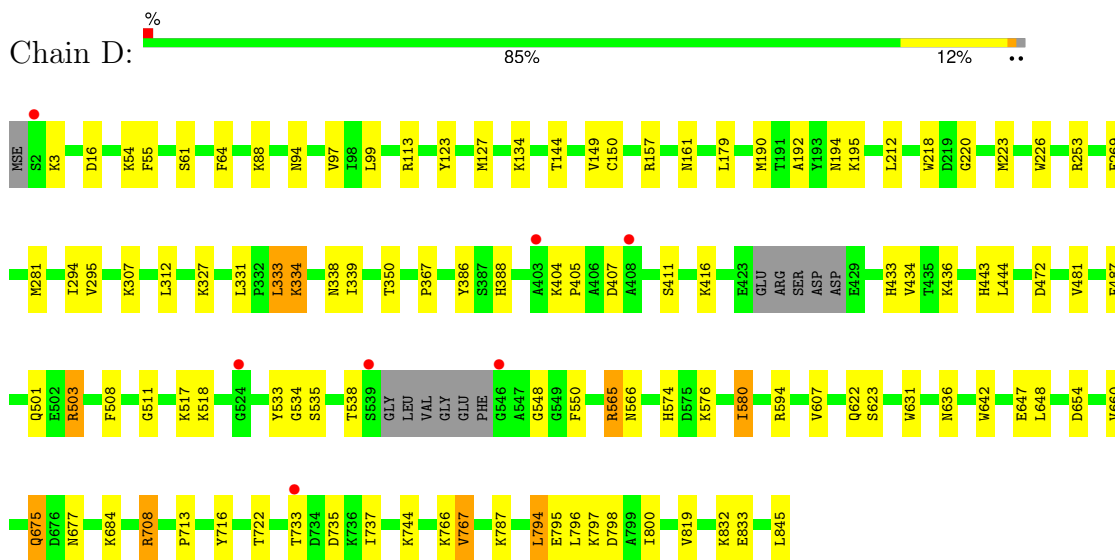 %
Chain D:
85% 12% ••
MSE S2 K3 D16 K54 F55 S61 F64 K88 N94 V97 I98 L99 R113 Y123 M127 K134 T144 V149 C150 R157 N161 L179 M190 T191 A192 Y193 N194 K195 L212 W218 D219 G220 M223 W226 R253
M281 I294 V295 K307 L312 K327 L331 P332 L333 K334 N338 I339 T350 P367 Y386 S387 H388 A403 K404 P405 A406 D407 A408 S411 K416 E423 GLU ARG SER ASP ASP E429 H433 V434 T435 K436 H443 L444 D472 V481
Q501 E502 R503 F508 G511 K517 K518 G524 Y533 G534 S535 T538 S539 GLY LEU VAL GLY GLU PHE G546 A547 G548 G549 F550 R565 N566 H574 D575 K576 I580 R594 V607 Q622 S623 W631 N636 W642 E647 L648 D654
Q675 D676 N677 K684 R708 P713 Y716 T722 T733 D734 D735 K736 I737 K744 K766 V767 K787 L794 E795 L796 K797 D798 A799 I800 V819 K832 E833 L845